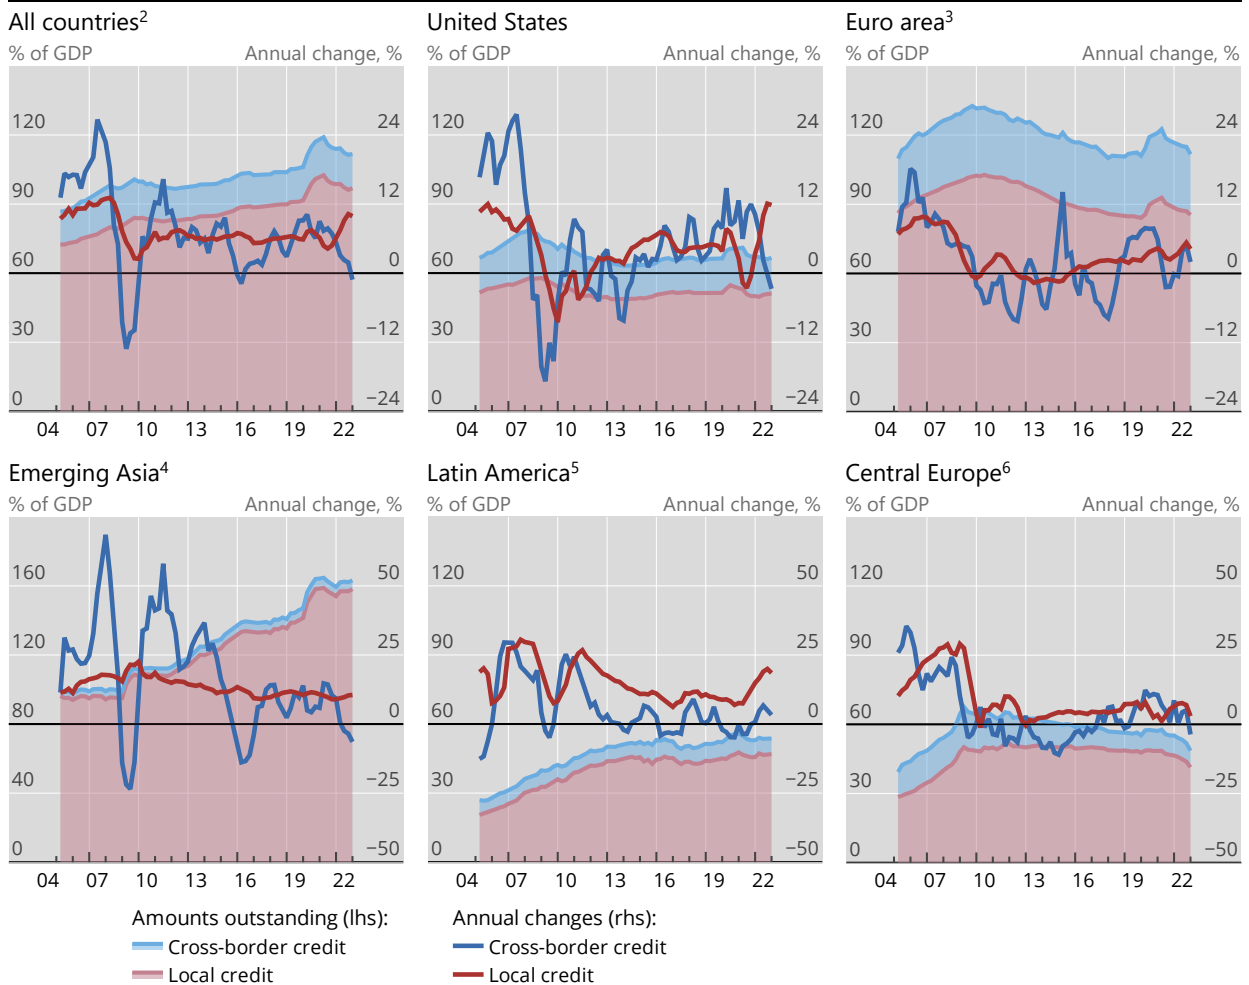 All countries² United States Euro area³
% of GDP Annual change, % % of GDP Annual change, % % of GDP Annual change, %
120 24 120 24 120 24
90 12 90 12 90 12
60 0 60 0 60 0
30 −12 30 −12 30 −12
0 −24 0 −24 0 −24
04 07 10 13 16 19 22 04 07 10 13 16 19 22 04 07 10 13 16 19 22
Emerging Asia⁴ Latin America⁵ Central Europe⁶
% of GDP Annual change, % % of GDP Annual change, % % of GDP Annual change, %
160 50 120 50 120 50
120 25 90 25 90 25
80 0 60 0 60 0
40 −25 30 −25 30 −25
0 −50 0 −50 0 −50
04 07 10 13 16 19 22 04 07 10 13 16 19 22 04 07 10 13 16 19 22
Amounts outstanding (lhs): Annual changes (rhs):
Cross-border credit Cross-border credit
Local credit Local credit